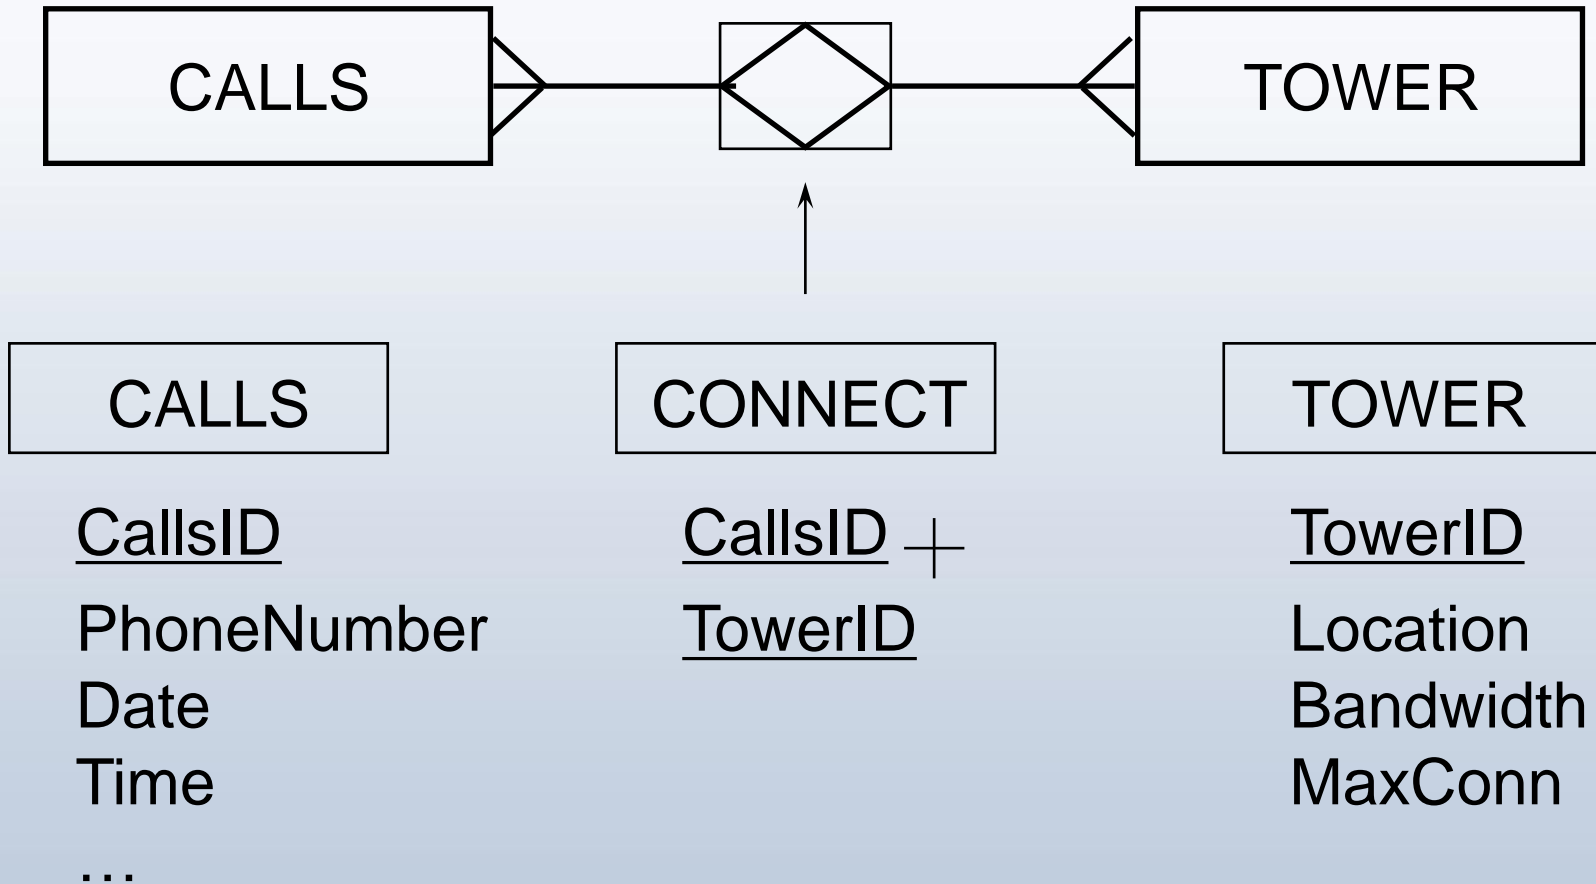 CALLS
TOWER
CALLS
CONNECT
TOWER
CallsID
PhoneNumber
Date
Time
…
CallsID +
TowerID
TowerID
Location
Bandwidth
MaxConn